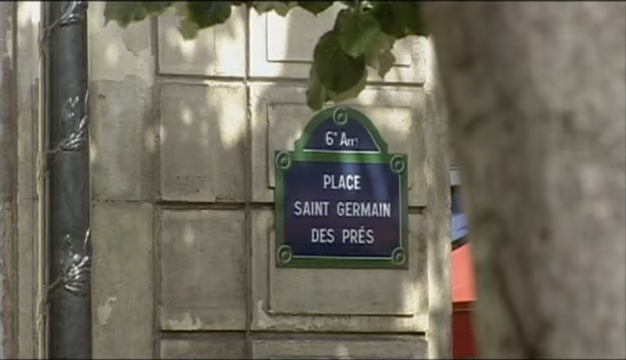 6e Arrt
PLACE
SAINT GERMAIN
DES PRÉS